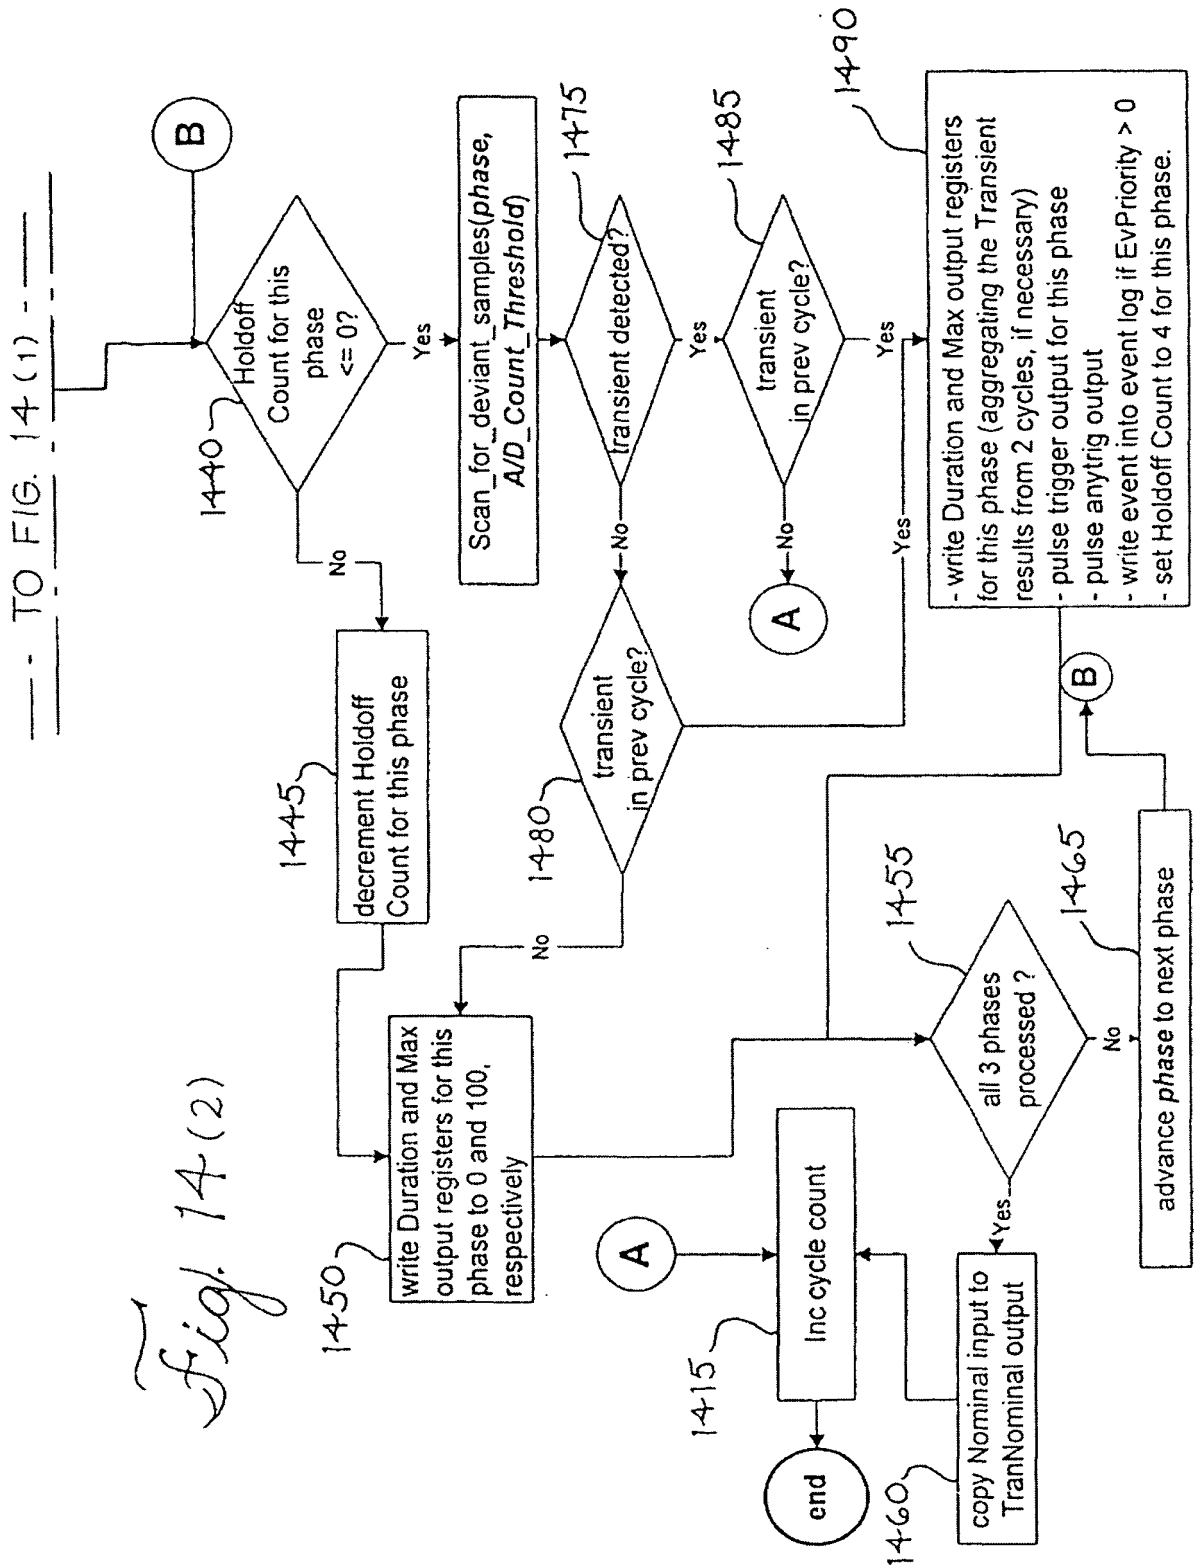 TO FIG. 14 (1)
Fig. 14 (2)
B
1440
Holdoff
Count for this
phase
<= 0?
No
Yes
1445
decrement Holdoff
Count for this phase
Scan_for_deviant_samples(phase,
A/D_Count_Threshold)
1475
transient detected?
No
Yes
1480
transient
in prev cycle?
No
Yes
1485
transient
in prev cycle?
No
Yes
A
1490
- write Duration and Max output registers
for this phase (aggregating the Transient
results from 2 cycles, if necessary)
- pulse trigger output for this phase
- pulse anytrig output
- write event into event log if EvPriority > 0
- set Holdoff Count to 4 for this phase.
1450
write Duration and Max
output registers for this
phase to 0 and 100,
respectively
A
1415
Inc cycle count
end
1455
all 3 phases
processed ?
Yes
No
1460
copy Nominal input to
TranNominal output
1465
advance phase to next phase
B